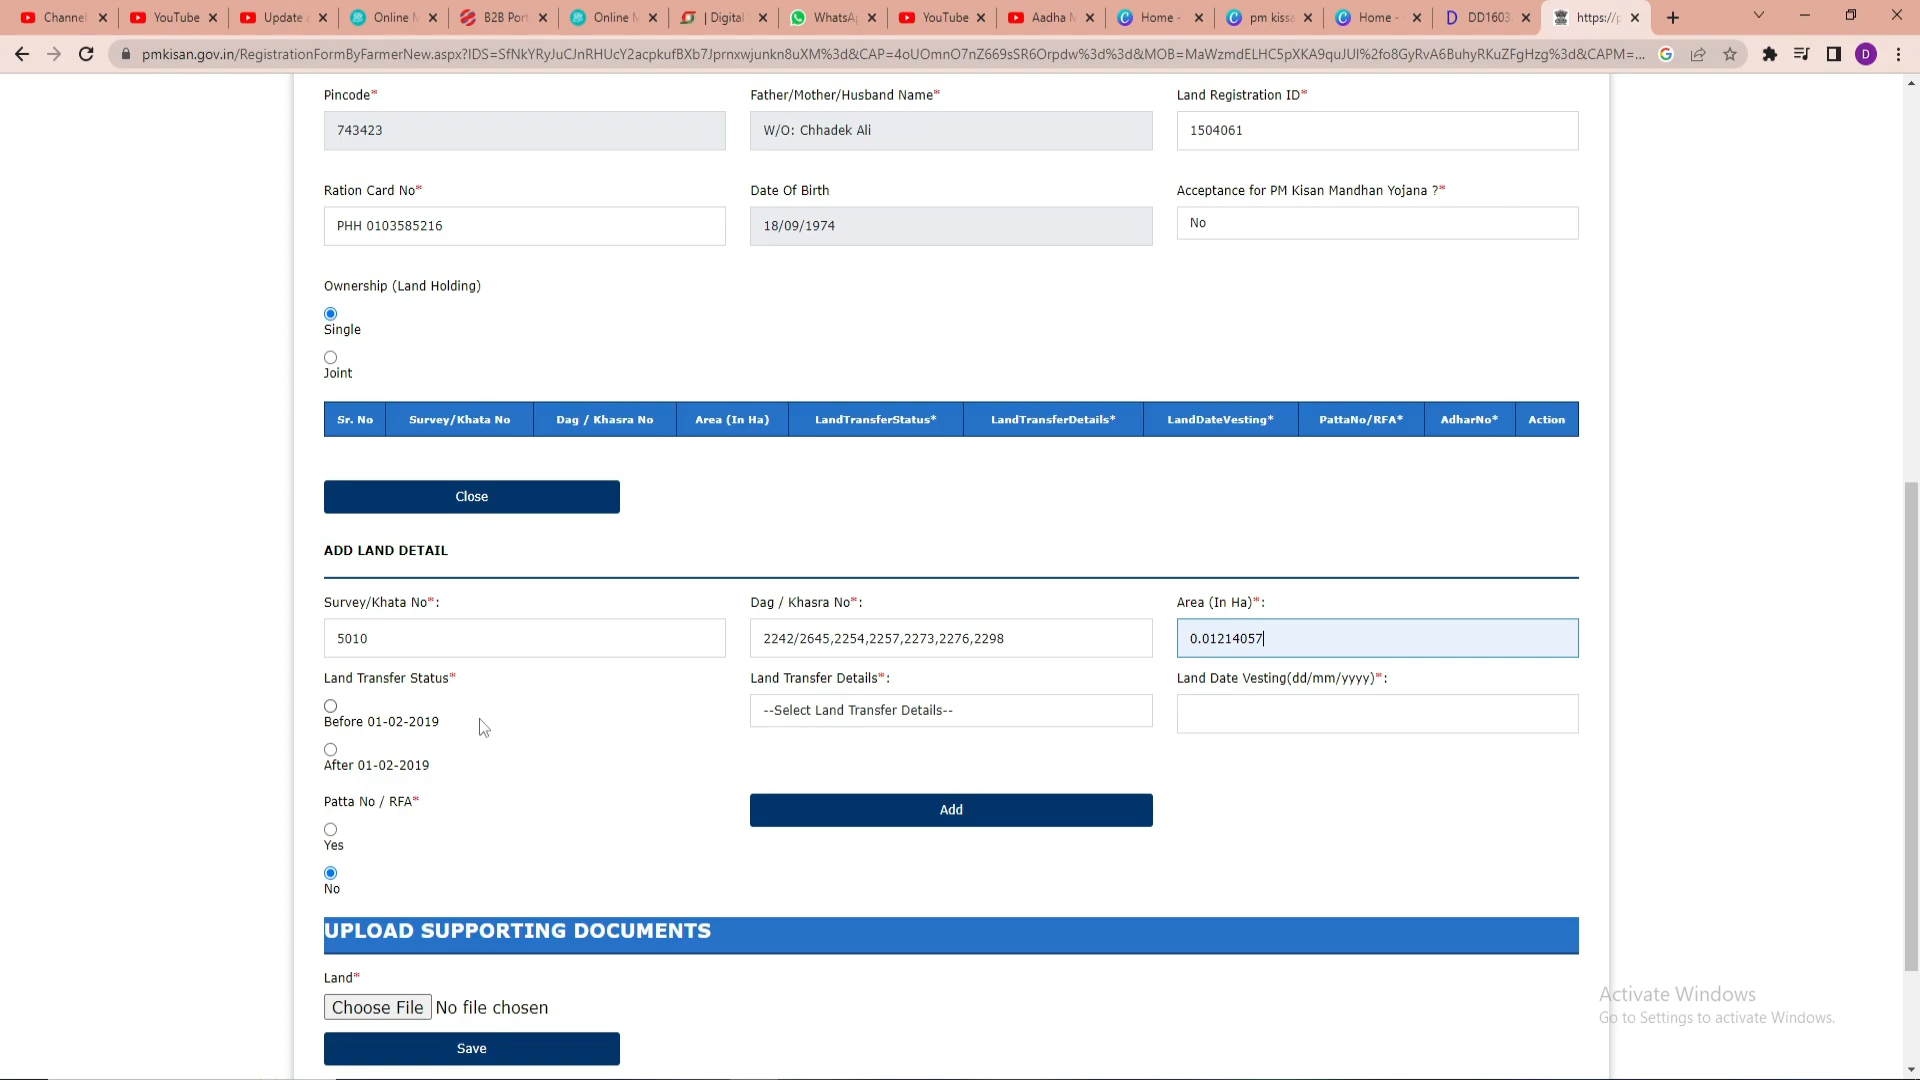 Channel
YouTube
Update
Online
B2B Port
Online
| Digital
WhatsA
YouTube
Aadha
Home -
pm kiss
Home -
DD1603
https://p
pmkisan.gov.in/RegistrationFormByFarmerNew.aspx?IDS=SfNkYRyJuCJnRHUcY2acpkufBXb7Jprnxwjunkn8uXM%3d&CAP=4oUOmnO7nZ669sSR6Orpdw%3d%3d&MOB=MaWzmdELHC5pXKA9quJUl%2fo8GyRvA6BuhyRKuZFgHzg%3d&CAPM=...
D
Pincode* Father/Mother/Husband Name* Land Registration ID*
743423 W/O: Chhadek Ali 1504061
Ration Card No* Date Of Birth Acceptance for PM Kisan Mandhan Yojana ?*
PHH 0103585216 18/09/1974 No
Ownership (Land Holding)
Single
Joint
Sr. No Survey/Khata No Dag / Khasra No Area (In Ha) LandTransferStatus* LandTransferDetails* LandDateVesting* PattaNo/RFA* AdharNo* Action
Close
ADD LAND DETAIL
Survey/Khata No*: Dag / Khasra No*: Area (In Ha)*:
5010 2242/2645,2254,2257,2273,2276,2298 0.01214057
Land Transfer Status* Land Transfer Details*: Land Date Vesting(dd/mm/yyyy)*:
--Select Land Transfer Details--
Before 01-02-2019
After 01-02-2019
Patta No / RFA*
Add
Yes
No
UPLOAD SUPPORTING DOCUMENTS
Land*
Choose File No file chosen
Save
Activate Windows
Go to Settings to activate Windows.